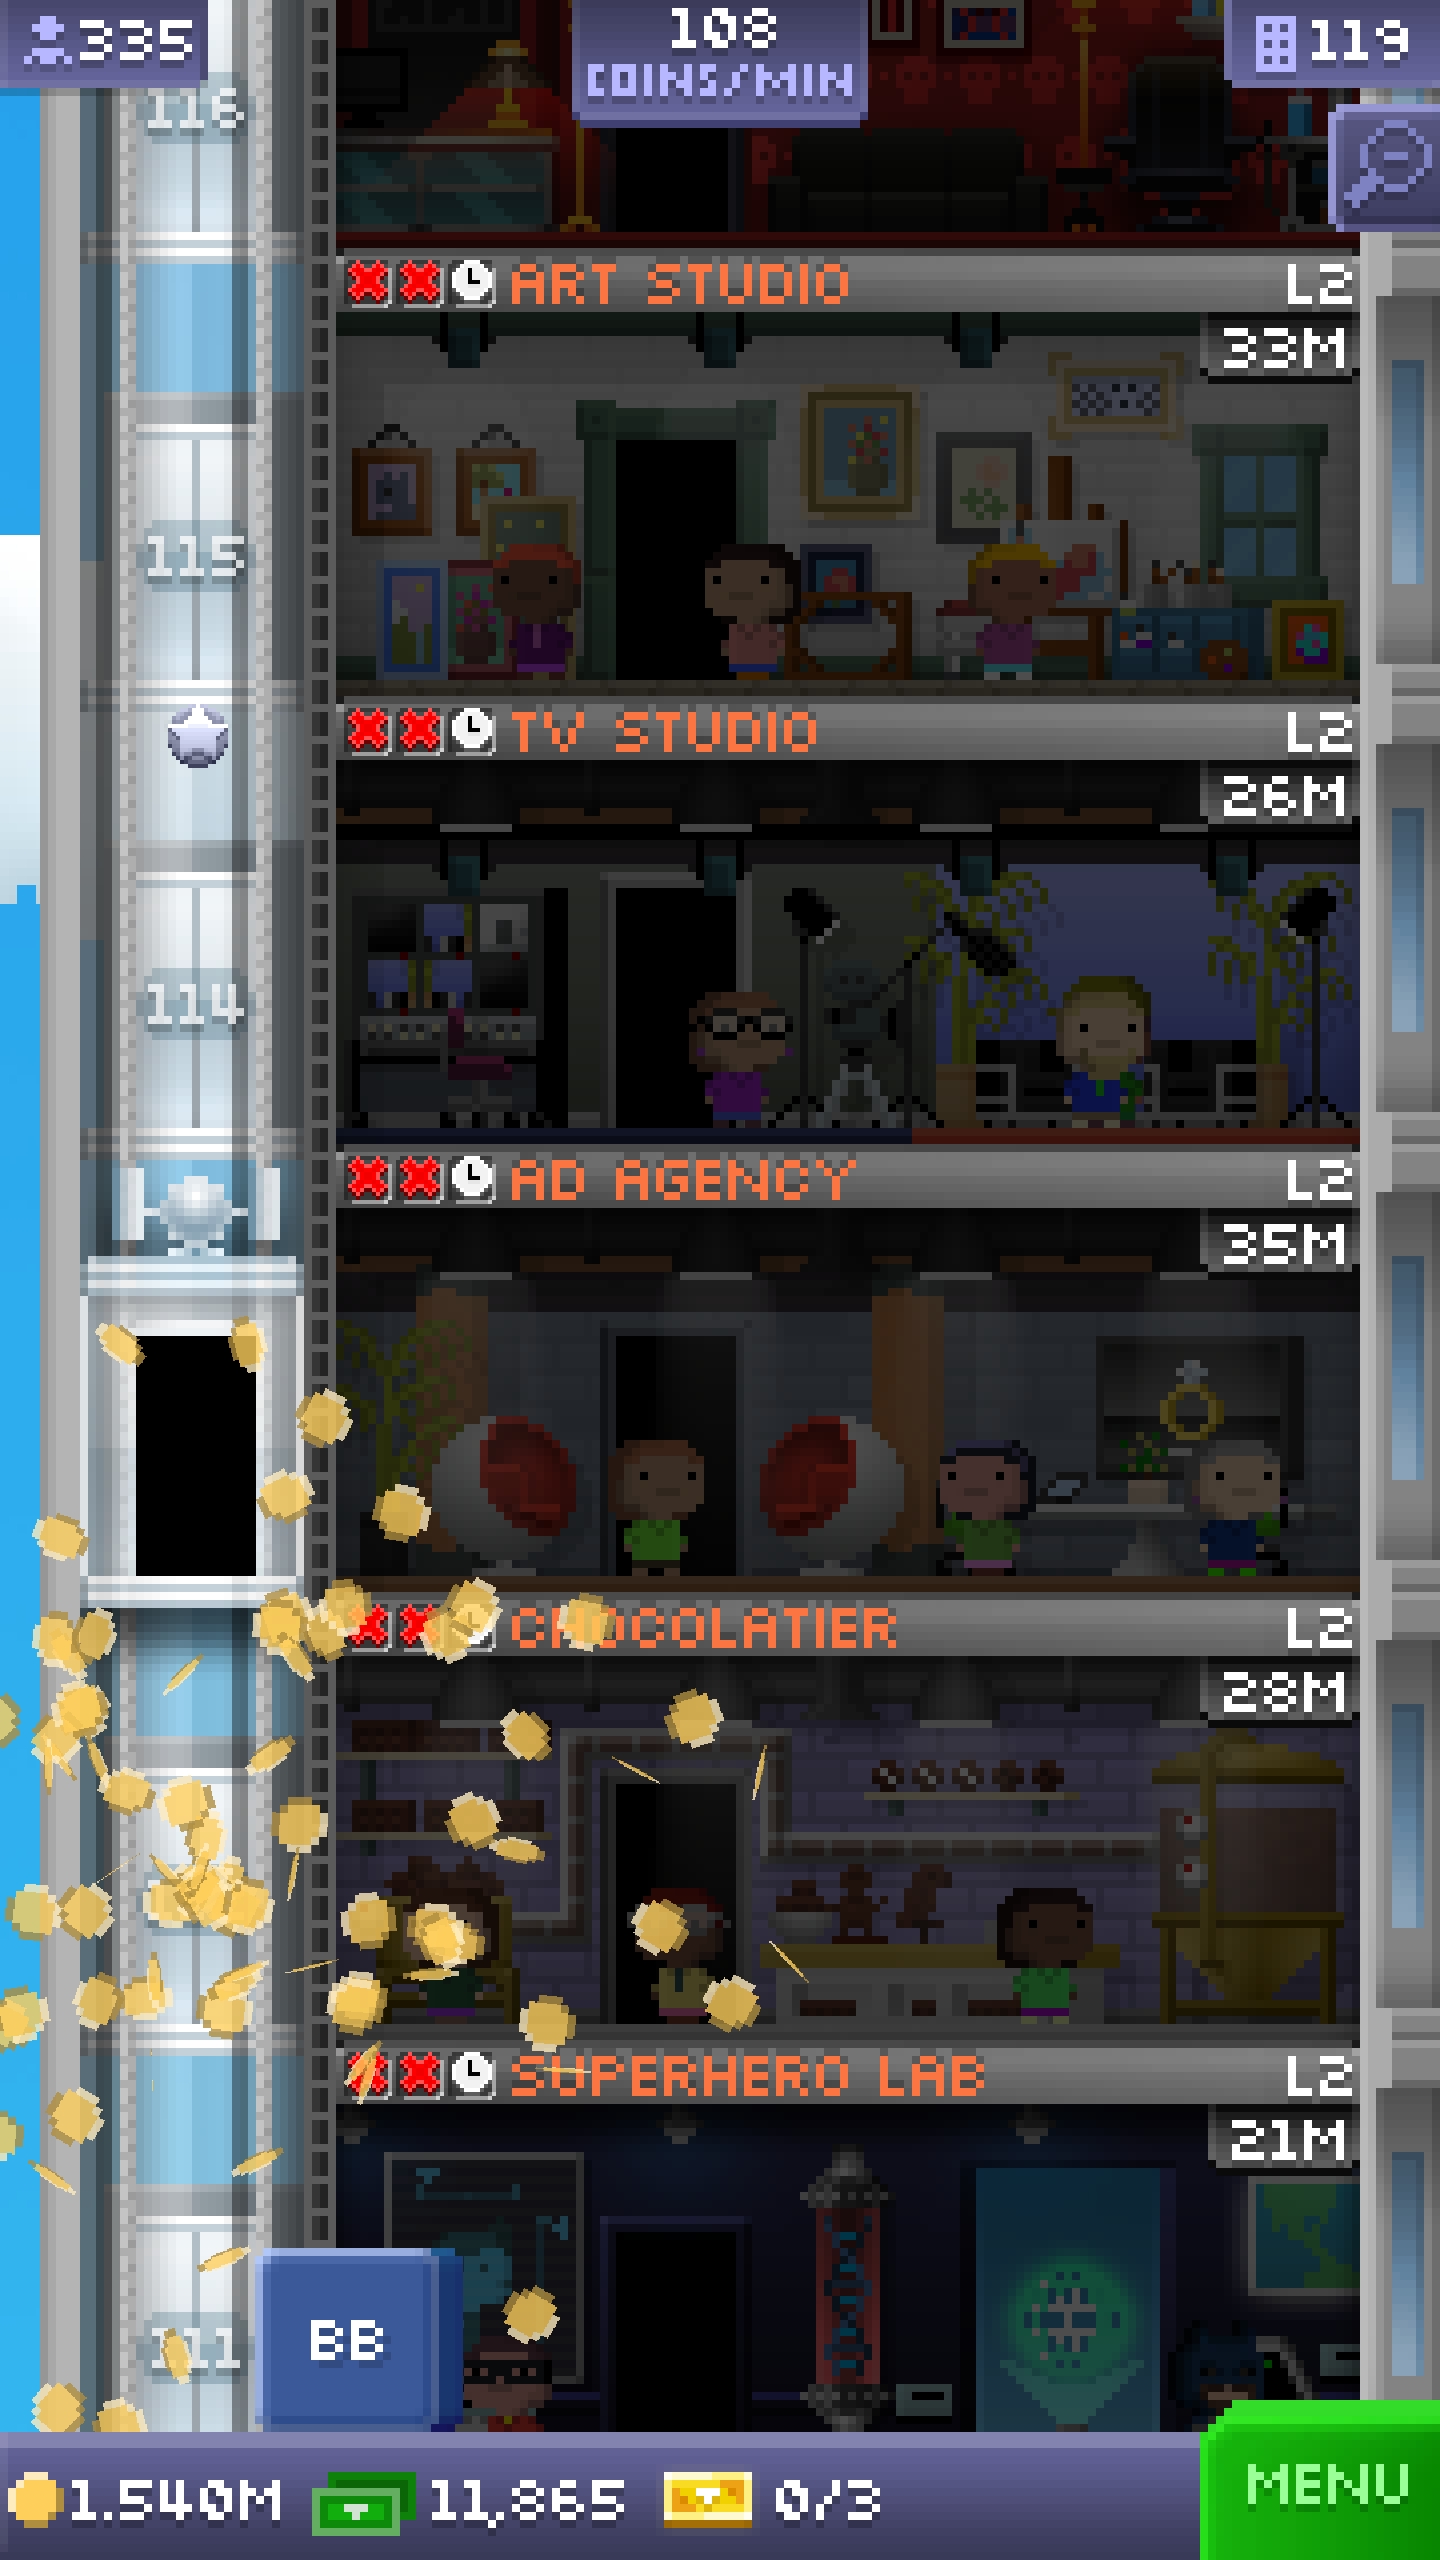 335
108
COINS/MIN
119
116
ART STUDIO L2
33M
115
TV STUDIO L2
26M
114
AD AGENCY L2
35M
CHOCOLATIER L2
28M
SUPERHERO LAB L2
21M
111
BB
1.540M 11,865 0/3
MENU